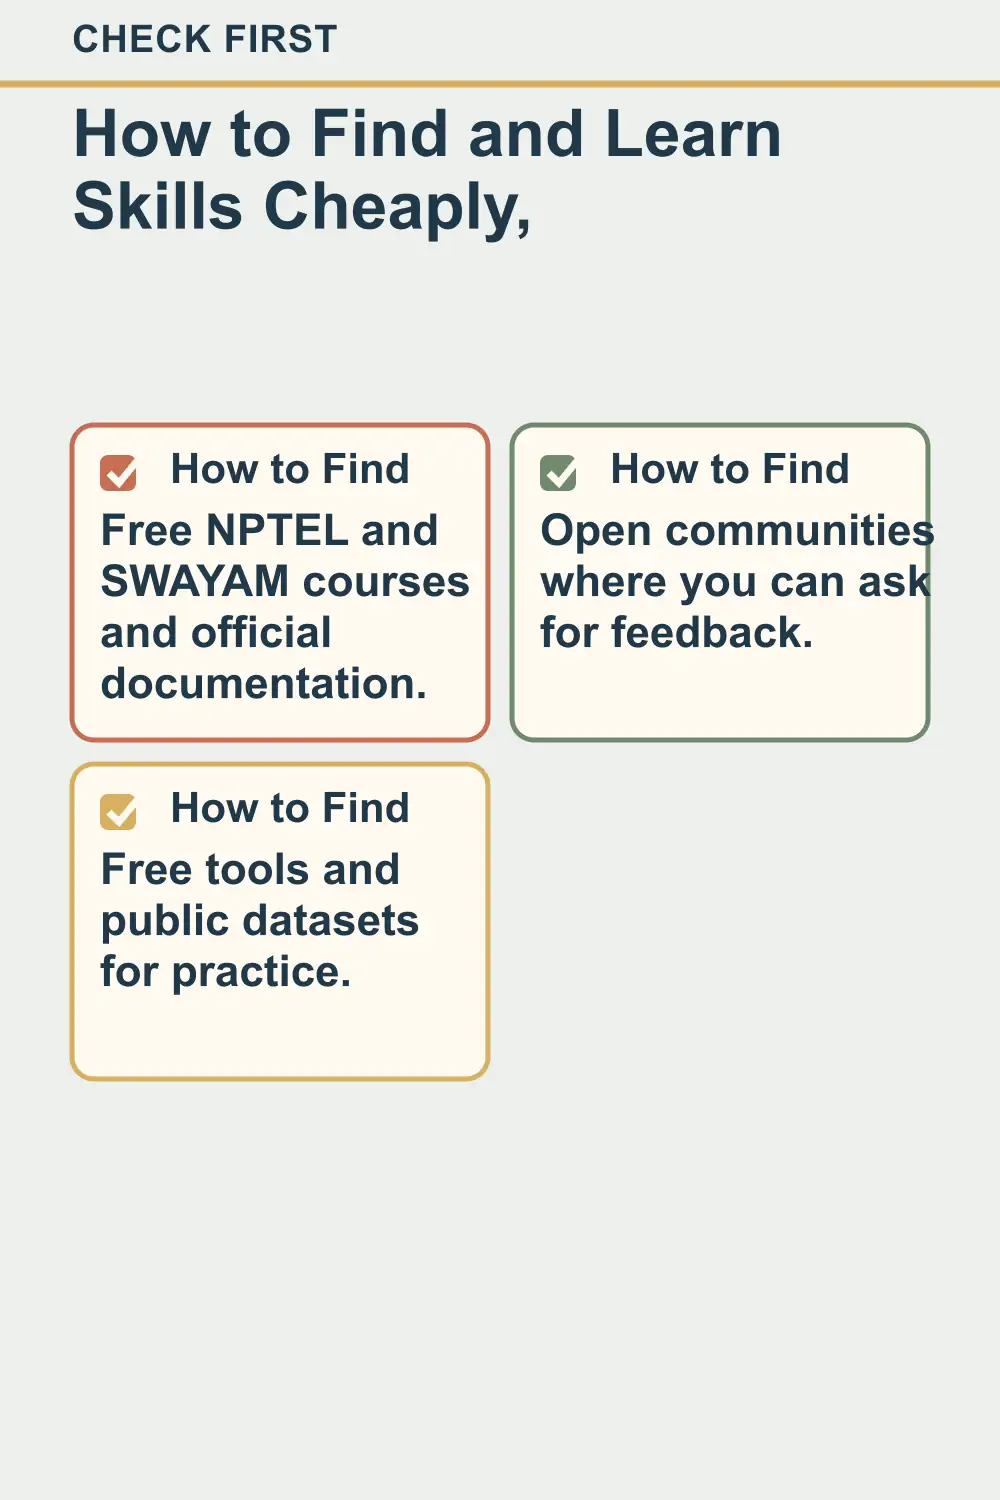 CHECK FIRST
How to Find and Learn
Skills Cheaply,
How to Find
Free NPTEL and
SWAYAM courses
and official
documentation.
How to Find
Open communities
where you can ask
for feedback.
How to Find
Free tools and
public datasets
for practice.